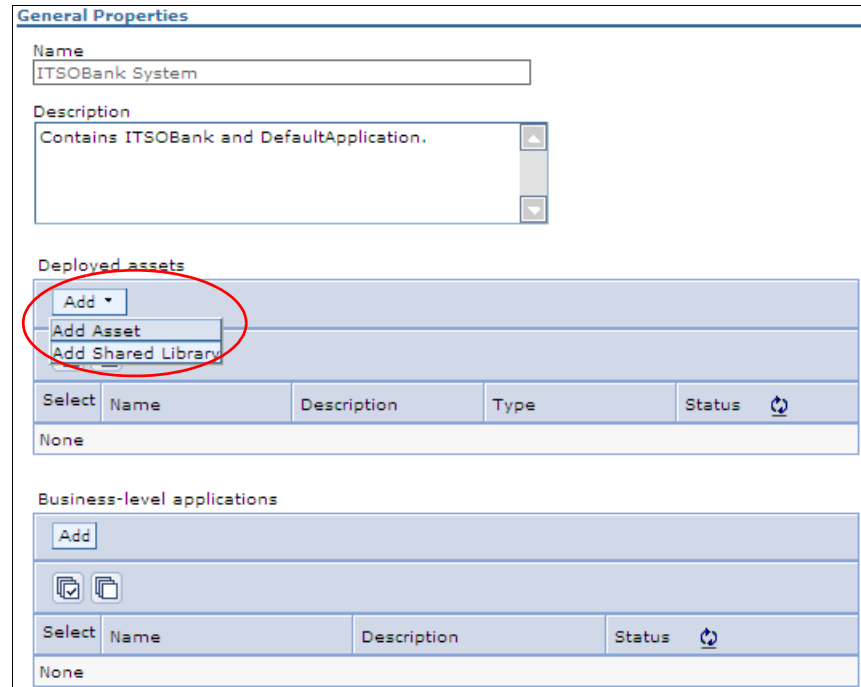 General Properties
Name
ITSOBank System
Description
Contains ITSOBank and DefaultApplication.
Deployed assets
Add
Add Asset
Add Shared Library
Select Name Description Type Status
None
Business-level applications
Add
Select Name Description Status
None